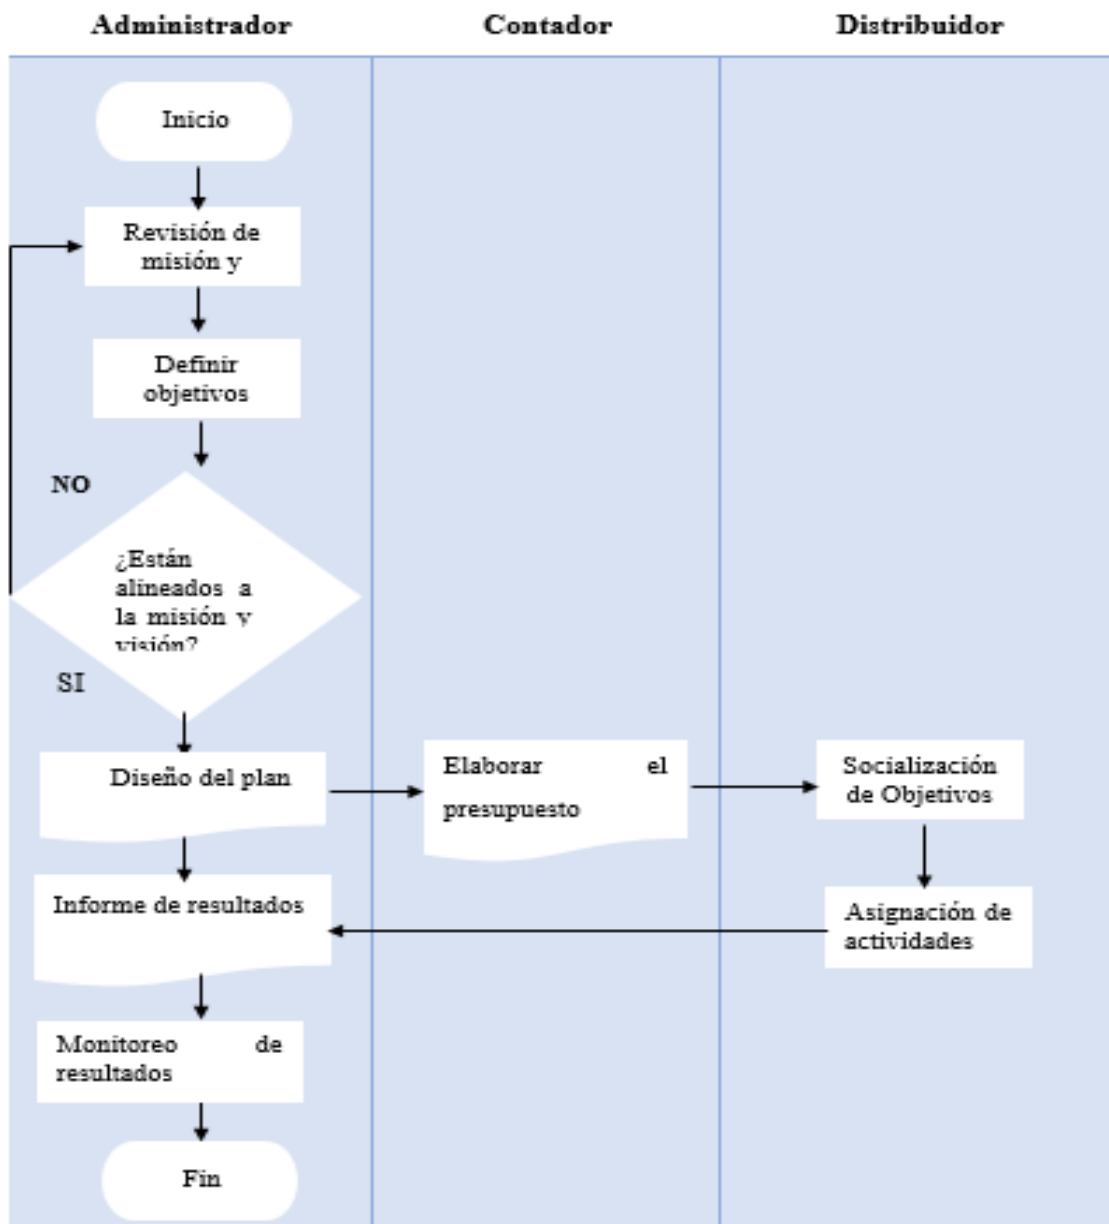 Administrador
Contador
Distribuidor
Inicio
Revisión de
misión y
Definir
objetivos
NO
¿Están
alineados a
la misión y
visión?
SI
Diseño del plan
Elaborar el
presupuesto
Socialización
de Objetivos
Informe de resultados
Asignación de
actividades
Monitoreo de
resultados
Fin